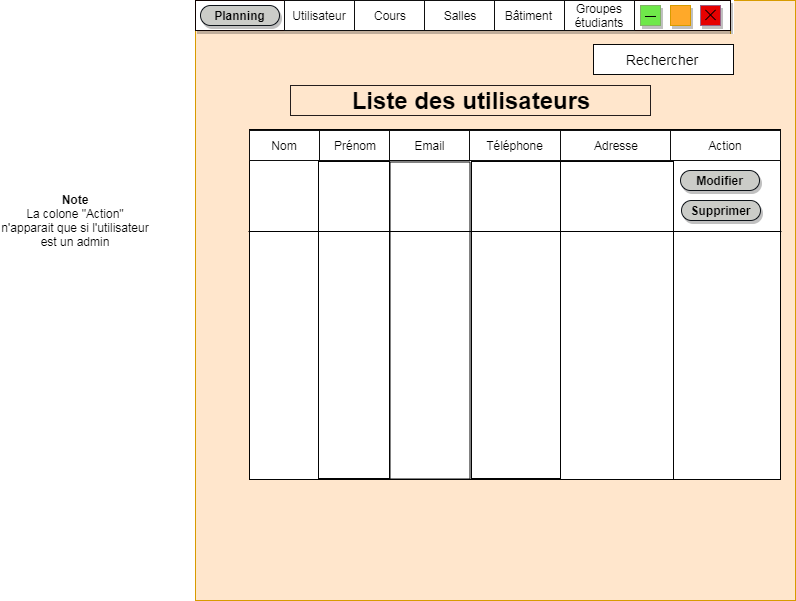 Planning
Utilisateur
Cours
Salles
Bâtiment
Groupes
étudiants
Rechercher
Liste des utilisateurs
Nom
Prénom
Email
Téléphone
Adresse
Action
Modifier
Supprimer
Note
La colone "Action"
n'apparait que si l'utilisateur
est un admin